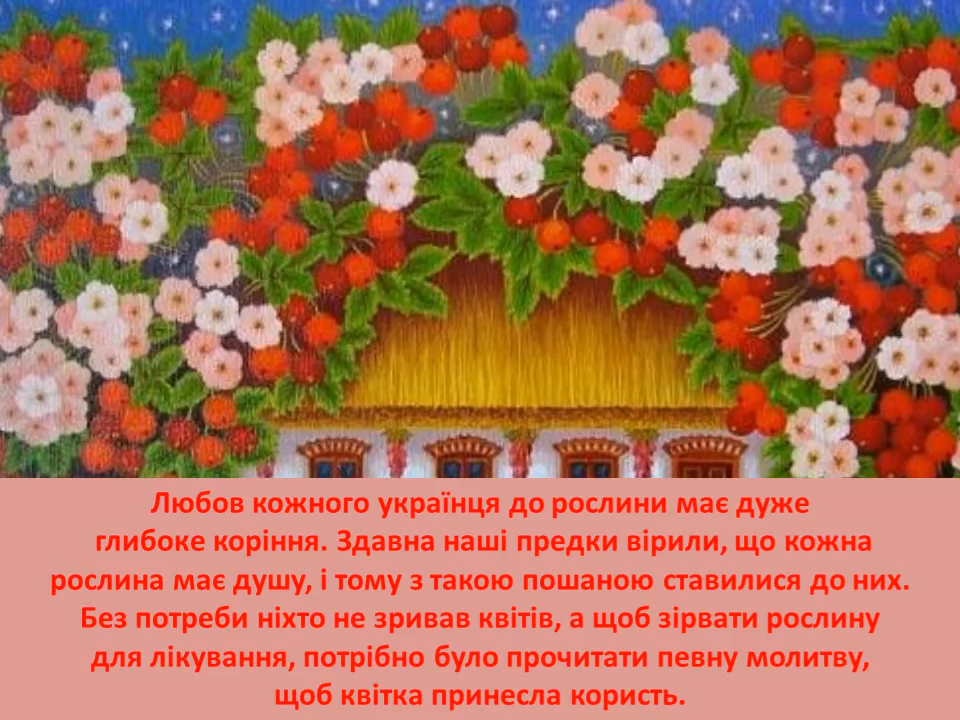 Любов кожного українця до рослини має дуже
глибоке коріння. Здавна наші предки вірили, що кожна
рослина має душу, і тому з такою пошаною ставилися до них.
Без потреби ніхто не зривав квітів, а щоб зірвати рослину
для лікування, потрібно було прочитати певну молитву,
щоб квітка принесла користь.